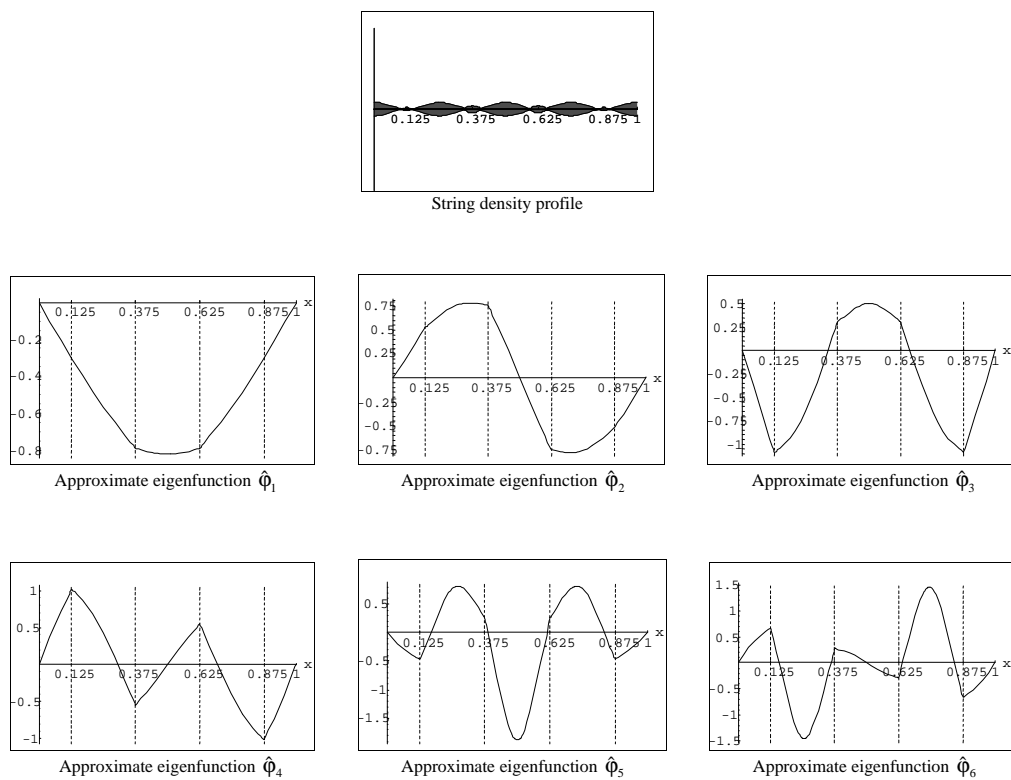 0.125 0.375 0.625 0.875 1
String density profile
x
0.125 0.375 0.625 0.875 1
-0.2
-0.4
-0.6
-0.8
Approximate eigenfunction φ̂1
0.75
0.5
0.25
x
0.125 0.375 0.625 0.875 1
-0.25
-0.5
-0.75
Approximate eigenfunction φ̂2
0.5
0.25
x
0.125 0.375 0.625 0.875 1
-0.25
-0.5
-0.75
-1
Approximate eigenfunction φ̂3
1
0.5
x
0.125 0.375 0.625 0.875 1
-0.5
-1
Approximate eigenfunction φ̂4
0.5
x
0.125 0.375 0.625 0.875 1
-0.5
-1
-1.5
Approximate eigenfunction φ̂5
1.5
1
0.5
x
0.125 0.375 0.625 0.875 1
-0.5
-1
-1.5
Approximate eigenfunction φ̂6